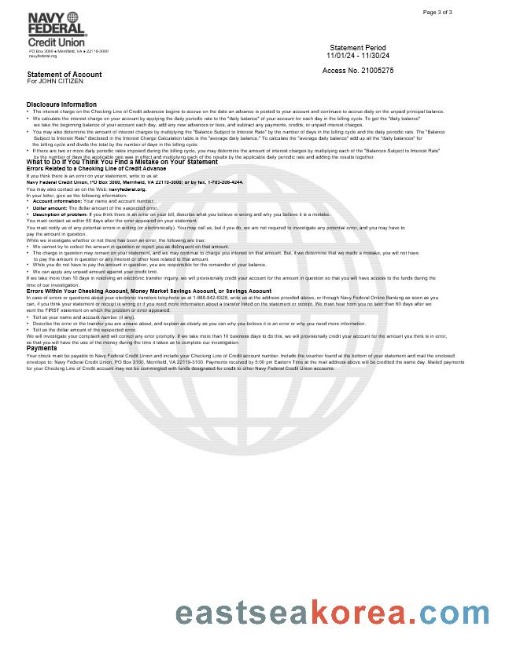 Page 3 of 3
NAVY
FEDERAL
Credit Union
PO Box 3000 • Merrifield, VA • 22119-3000
navyfederal.org
Statement Period
11/01/24 - 11/30/24
Access No. 21005275
Statement of Account
For JOHN CITIZEN
Disclosure Information
• The interest charge on the Checking Line of Credit advances begins to accrue on the date an advance is posted to your account and continues to accrue daily on the unpaid principal balance.
• We calculate the interest charge on your account by applying the daily periodic rate to the "daily balance" of your account for each day in the billing cycle. To get the "daily balance"
we take the beginning balance of your account each day, add any new advances or fees, and subtract any payments, credits, or unpaid interest charges.
• You may also determine the amount of interest charges by multiplying the "Balance Subject to Interest Rate" by the number of days in the billing cycle and the daily periodic rate. The "Balance
Subject to Interest Rate" disclosed in the Interest Charge Calculation table is the "average daily balance." To calculate the "average daily balance" add up all the "daily balances" for
the billing cycle and divide the total by the number of days in the billing cycle.
• If there are two or more daily periodic rates imposed during the billing cycle, you may determine the amount of interest charges by multiplying each of the "Balances Subject to Interest Rate"
by the number of days the applicable rate was in effect and multiplying each of the results by the applicable daily periodic rate and adding the results together.
What to Do if You Think You Find a Mistake on Your Statement
Errors Related to a Checking Line of Credit Advance
If you think there is an error on your statement, write to us at:
Navy Federal Credit Union, PO Box 3000, Merrifield, VA 22119-3000; or by fax, 1-703-206-4244.
You may also contact us on the Web: navyfederal.org.
In your letter, give us the following information:
• Account information: Your name and account number.
• Dollar amount: The dollar amount of the suspected error.
• Description of problem: If you think there is an error on your bill, describe what you believe is wrong and why you believe it is a mistake.
You must contact us within 60 days after the error appeared on your statement.
You must notify us of any potential errors in writing (or electronically). You may call us, but if you do, we are not required to investigate any potential error, and you may have to
pay the amount in question.
While we investigate whether or not there has been an error, the following are true:
• We cannot try to collect the amount in question or report you as delinquent on that amount.
• The charge in question may remain on your statement, and we may continue to charge you interest on that amount. But, if we determine that we made a mistake, you will not have
to pay the amount in question or any interest or other fees related to that amount.
• While you do not have to pay the amount in question, you are responsible for the remainder of your balance.
• We can apply any unpaid amount against your credit limit.
If we take more than 10 business days in resolving an electronic transfer inquiry, we will provisionally credit your account for the amount in question so that you will have access to the funds during the
time of our investigation.
Errors Within Your Checking Account, Money Market Savings Account, or Savings Account
In case of errors or questions about your electronic transfers telephone us at 1-888-842-6328, write us at the address provided above, or through Navy Federal Online Banking as soon as you
can, if you think your statement or receipt is wrong or if you need more information about a transfer listed on the statement or receipt. We must hear from you no later than 60 days after we
sent the FIRST statement on which the problem or error appeared.
• Tell us your name and account number (if any).
• Describe the error or the transfer you are unsure about, and explain as clearly as you can why you believe it is an error or why you need more information.
• Tell us the dollar amount of the suspected error.
We will investigate your complaint and will correct any error promptly. If we take more than 10 business days to do this, we will provisionally credit your account for the amount you think is in error,
so that you will have the use of the money during the time it takes us to complete our investigation.
Payments
Your check must be payable to Navy Federal Credit Union and include your Checking Line of Credit account number. Include the voucher found at the bottom of your statement and mail the enclosed
envelope to: Navy Federal Credit Union, PO Box 3100, Merrifield, VA 22119-3100. Payments received by 5:00 pm Eastern Time at the mail address above will be credited the same day. Mailed payments
for your Checking Line of Credit account may not be commingled with funds designated for credit to other Navy Federal Credit Union accounts.
eastseakorea.com